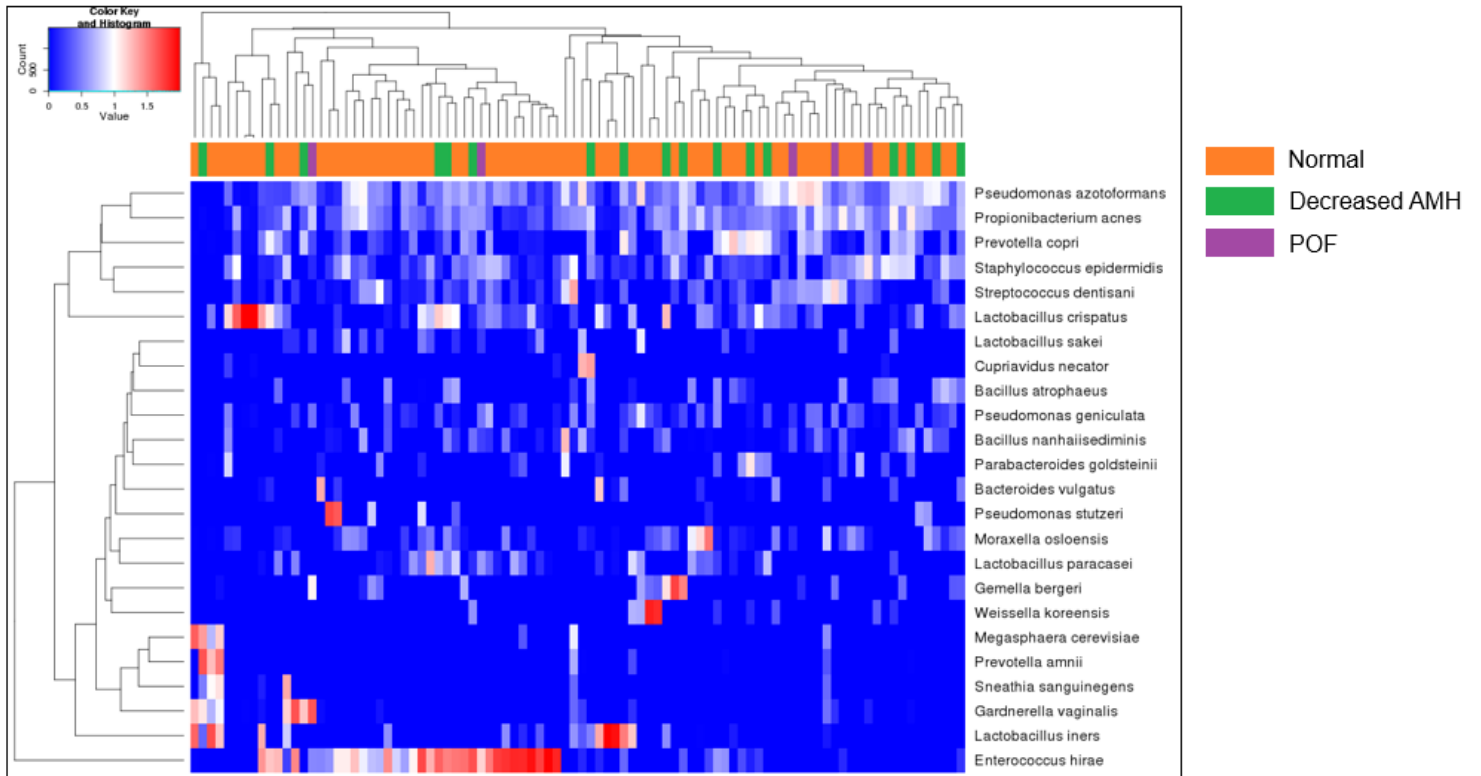 Color Key
and Histogram
Count
0 500
0 0.5 1 1.5
Value
Normal
Decreased AMH
POF
Pseudomonas azotoformans
Propionibacterium acnes
Prevotella copri
Staphylococcus epidermidis
Streptococcus dentisani
Lactobacillus crispatus
Lactobacillus sakei
Cupriavidus necator
Bacillus atrophaeus
Pseudomonas geniculata
Bacillus nanhaiisediminis
Parabacteroides goldsteinii
Bacteroides vulgatus
Pseudomonas stutzeri
Moraxella osloensis
Lactobacillus paracasei
Gemella bergeri
Weissella koreensis
Megasphaera cerevisiae
Prevotella amnii
Sneathia sanguinegens
Gardnerella vaginalis
Lactobacillus iners
Enterococcus hirae